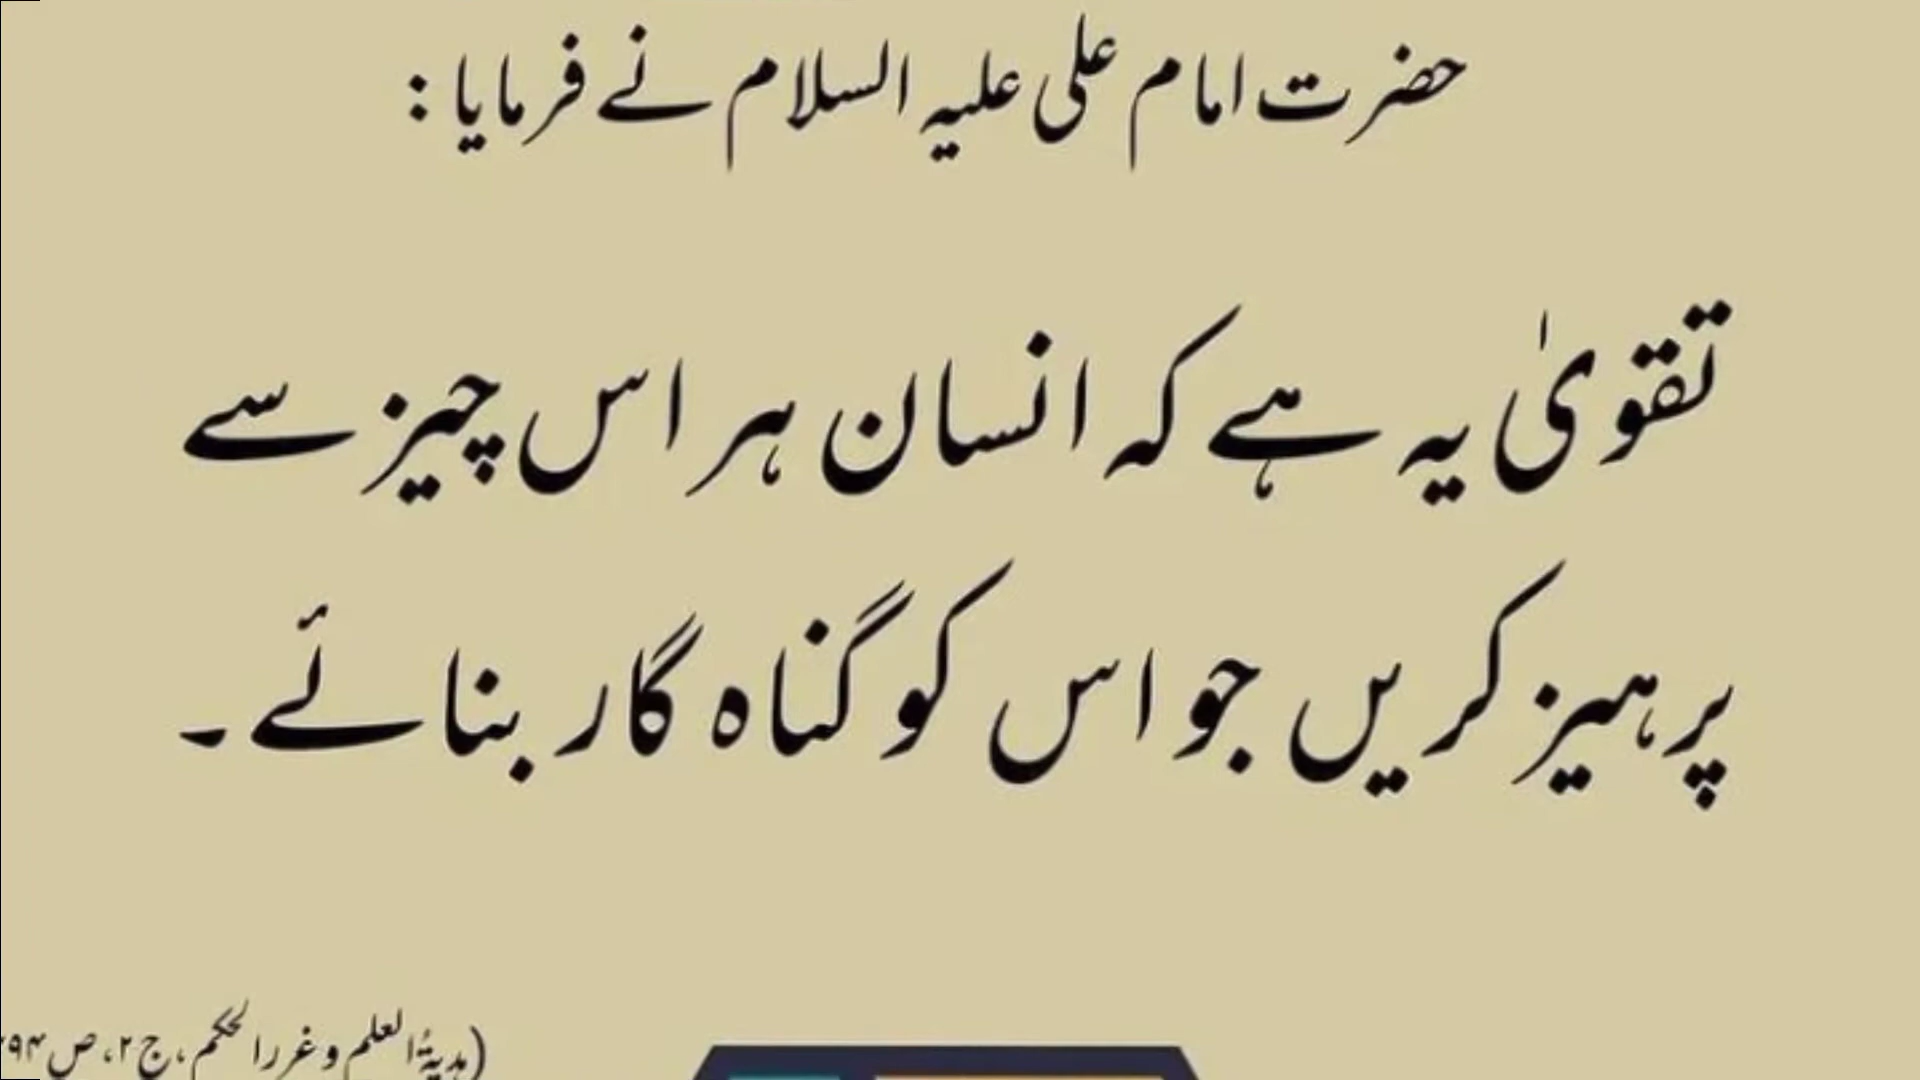 حضرت امام علی علیہ السلام نے فرمایا :
تقویٰ یہ ہے کہ انسان ہر اس چیز سے
پرہیز کریں جو اس کو گناہ گار بنائے۔
(ہدیۃ العلم و غرر الحکم، ج ۲، ص